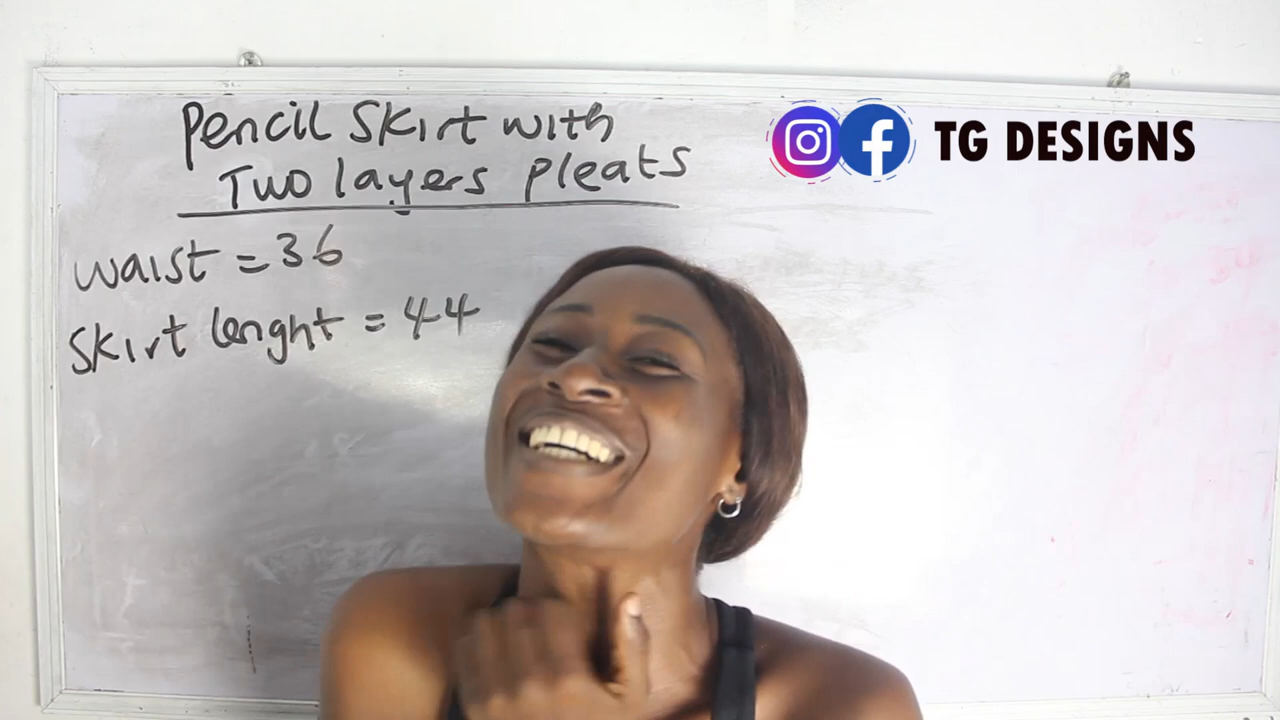 Pencil Skirt with
Two layers pleats
waist = 36
Skirt lenght = 44
TG DESIGNS